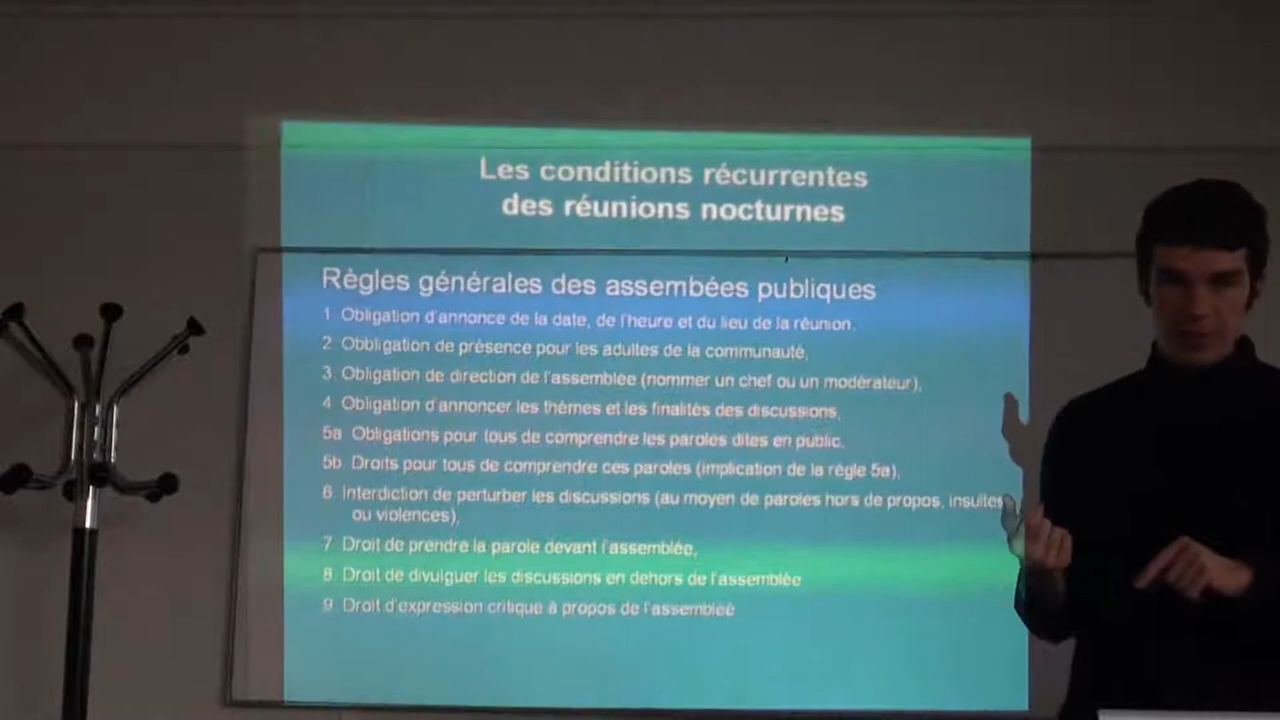 Les conditions récurrentes
des réunions nocturnes
Règles générales des assembées publiques
1 Obligation d'annonce de la date, de l'heure et du lieu de la réunion.
2 Obbligation de présence pour les adultes de la communauté,
3. Obligation de direction de l'assemblée (nommer un chef ou un modérateur),
4 Obligation d'annoncer les thèmes et les finalités des discussions,
5a Obligations pour tous de comprendre les paroles dites en public.
5b. Droits pour tous de comprendre ces paroles (implication de la règle 5a),
6 Interdiction de perturber les discussions (au moyen de paroles hors de propos, insultes
ou violences),
7 Droit de prendre la parole devant l'assemblée,
8 Droit de divulguer les discussions en dehors de l'assemblée
9 Droit d'expression critique à propos de l'assemblée